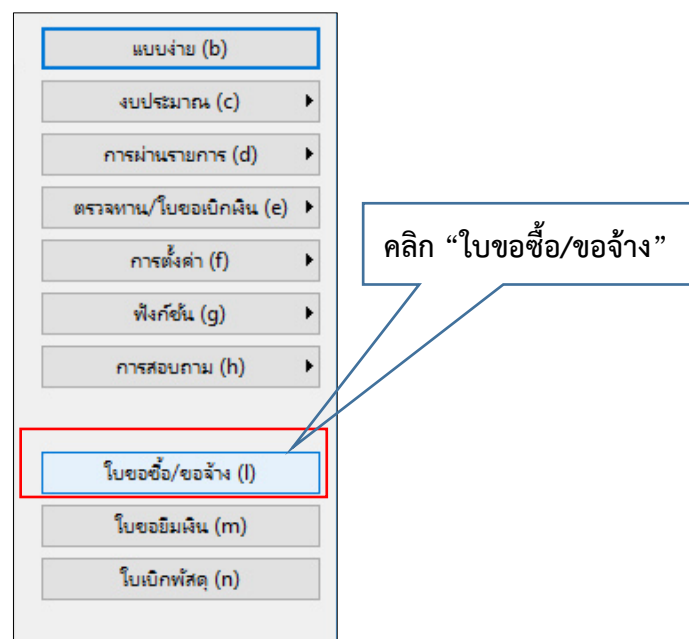 แบบง่าย (b)
งบประมาณ (c)
การผ่านรายการ (d)
ตรวจทาน/ใบขอเบิกเงิน (e)
การตั้งค่า (f)
ฟังก์ชั่น (g)
การสอบถาม (h)
คลิก “ใบขอซื้อ/ขอจ้าง”
ใบขอซื้อ/ขอจ้าง (l)
ใบขอยืมเงิน (m)
ใบเบิกพัสดุ (n)